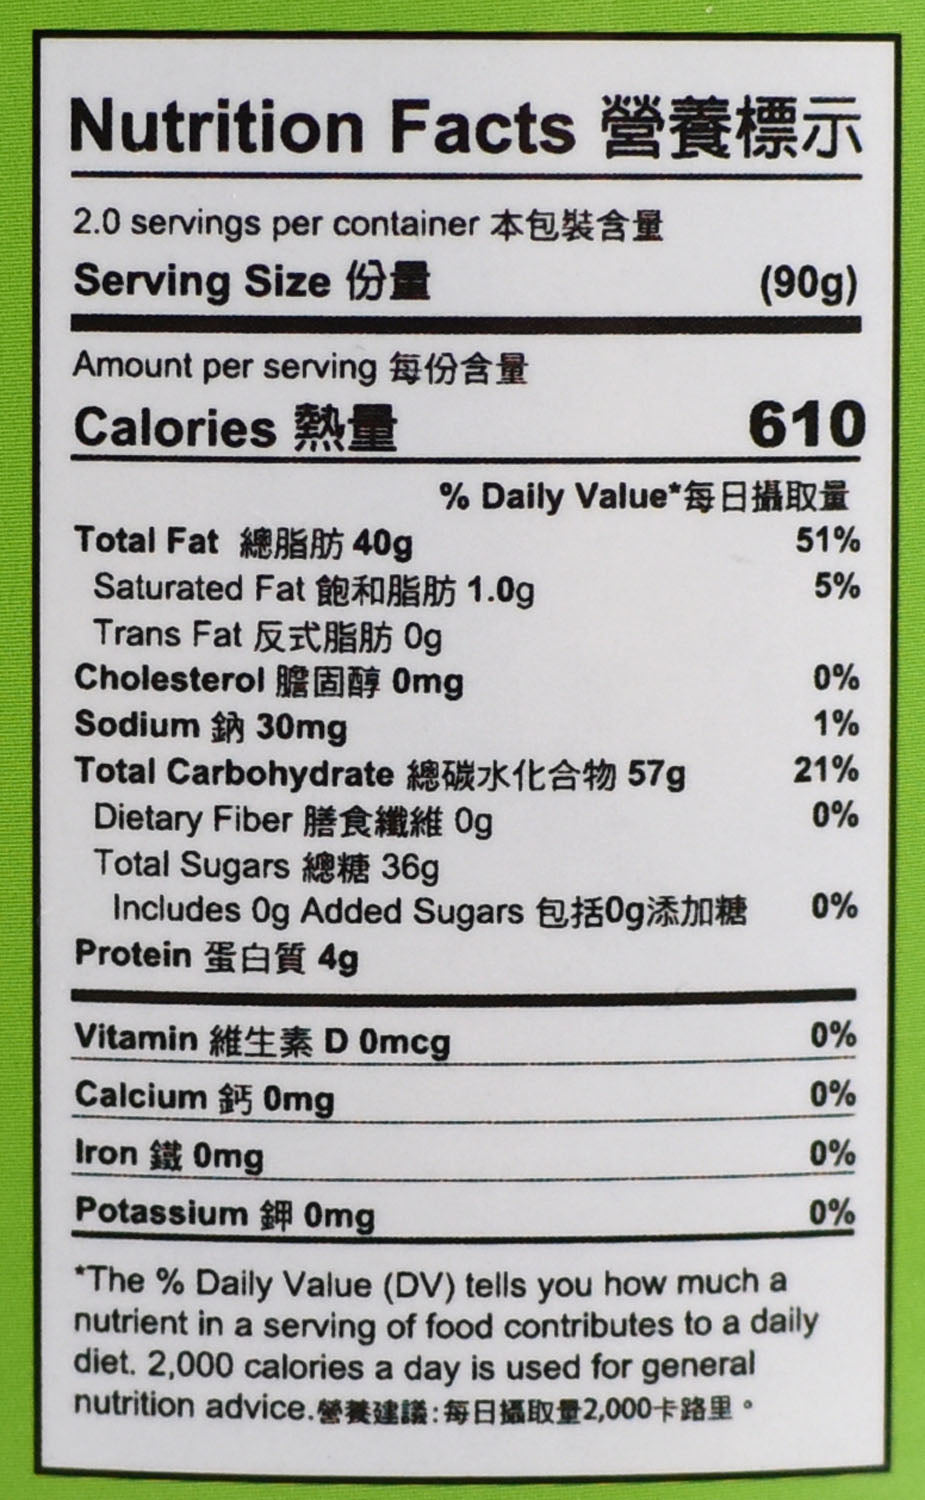 Nutrition Facts 營養標示
2.0 servings per container 本包裝含量
Serving Size 份量 (90g)
Amount per serving 每份含量
Calories 熱量 610
% Daily Value*每日攝取量
Total Fat 總脂肪 40g 51%
Saturated Fat 飽和脂肪 1.0g 5%
Trans Fat 反式脂肪 0g
Cholesterol 膽固醇 0mg 0%
Sodium 鈉 30mg 1%
Total Carbohydrate 總碳水化合物 57g 21%
Dietary Fiber 膳食纖維 0g 0%
Total Sugars 總糖 36g
Includes 0g Added Sugars 包括0g添加糖 0%
Protein 蛋白質 4g
Vitamin 維生素 D 0mcg 0%
Calcium 鈣 0mg 0%
Iron 鐵 0mg 0%
Potassium 鉀 0mg 0%
*The % Daily Value (DV) tells you how much a
nutrient in a serving of food contributes to a daily
diet. 2,000 calories a day is used for general
nutrition advice.營養建議:每日攝取量2,000卡路里。